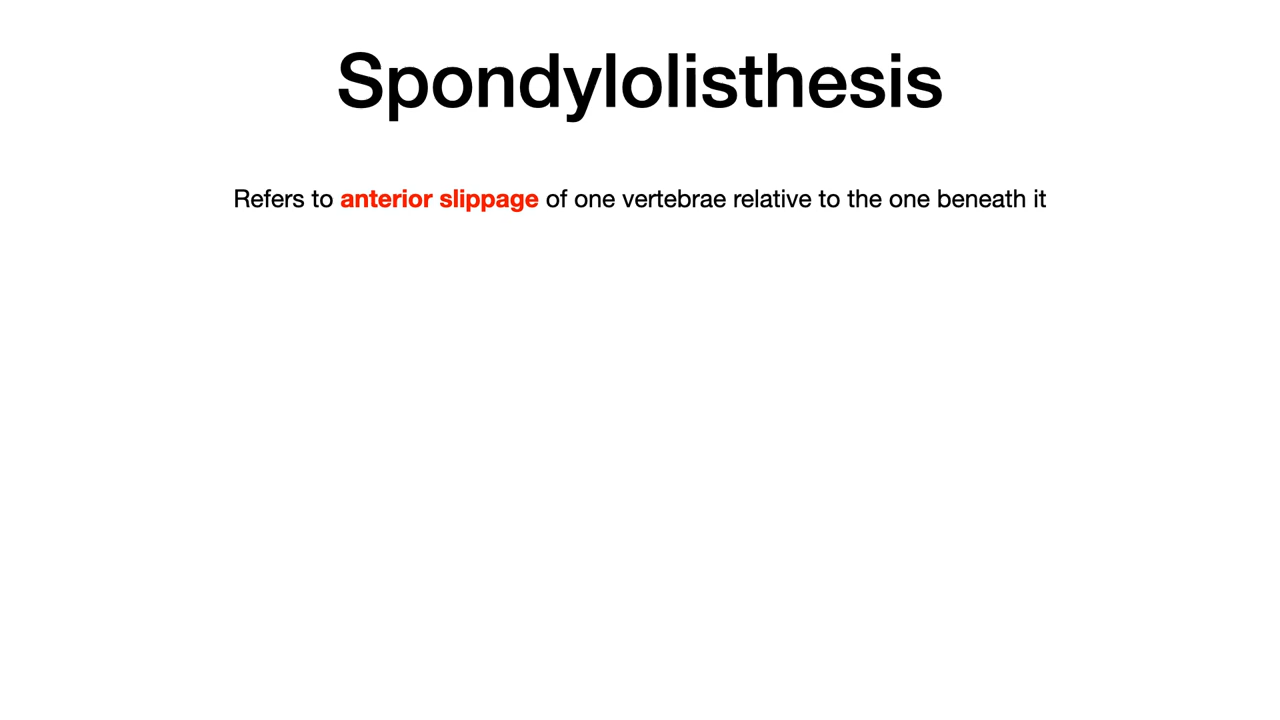 Spondylolisthesis
Refers to anterior slippage of one vertebrae relative to the one beneath it